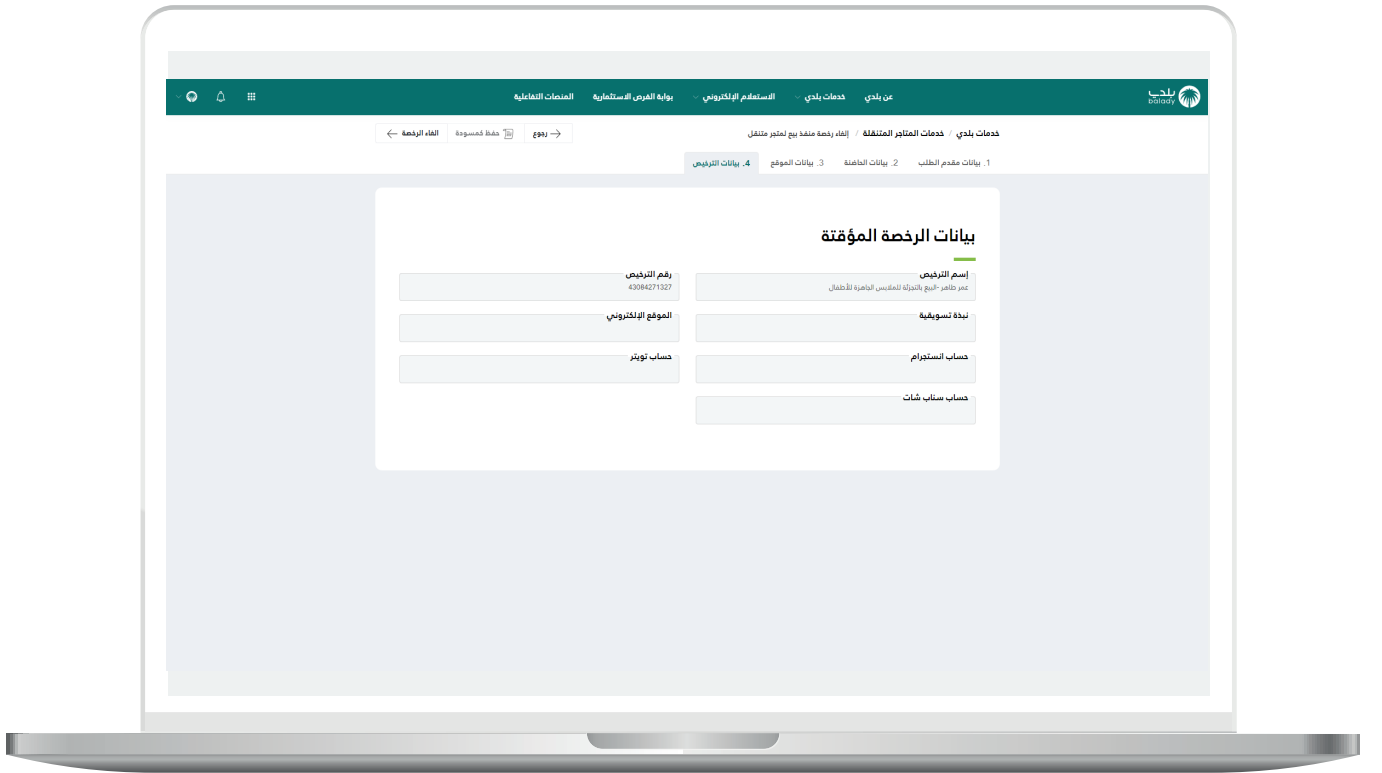 بلدي
balady
عن بلدي خدمات بلدي الاستعلام الإلكتروني بوابة الفرص الاستثمارية المنصات التفاعلية
خدمات بلدي / خدمات المتاجر المتنقلة / إلغاء رخصة منفذ بيع لمتجر متنقل
رجوع حفظ كمسودة الغاء الرخصة
1. بيانات مقدم الطلب 2. بيانات الحاضنة 3. بيانات الموقع 4. بيانات الترخيص
بيانات الرخصة المؤقتة
إسم الترخيص رقم الترخيص
عمر طاهر -البيع بالتجزئة للملابس الجاهزة للأطفال 43084271327
نبذة تسويقية الموقع الإلكتروني
حساب انستجرام حساب تويتر
حساب سناب شات